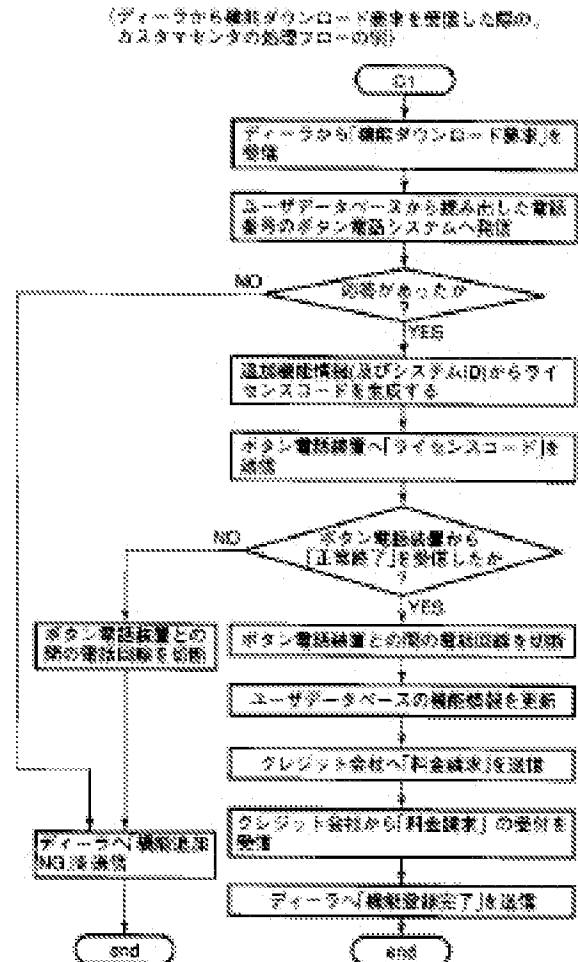 (ディーラから機能ダウンロード要求を受信した際の、
カスタマセンタの処理フローの例)
C1
ディーラから「機能ダウンロード要求」を
受信
ユーザデータベースから読み出した電話
番号のボタン電話システムへ発信
応答があったか
?
NO
YES
追加機能情報(及びシステムID)からライ
センスコードを生成する
ボタン電話装置へ「ライセンスコード」を
送信
ボタン電話装置から
「正常終了」を受信したか
?
NO
YES
ボタン電話装置との
間の電話回線を切断
ボタン電話装置との間の電話回線を切断
ユーザデータベースの機能情報を更新
クレジット会社へ「料金請求」を送信
クレジット会社から「料金請求」の受付を
受信
ディーラへ「機能追加
NG」を送信
ディーラへ「機能登録完了」を送信
end
end